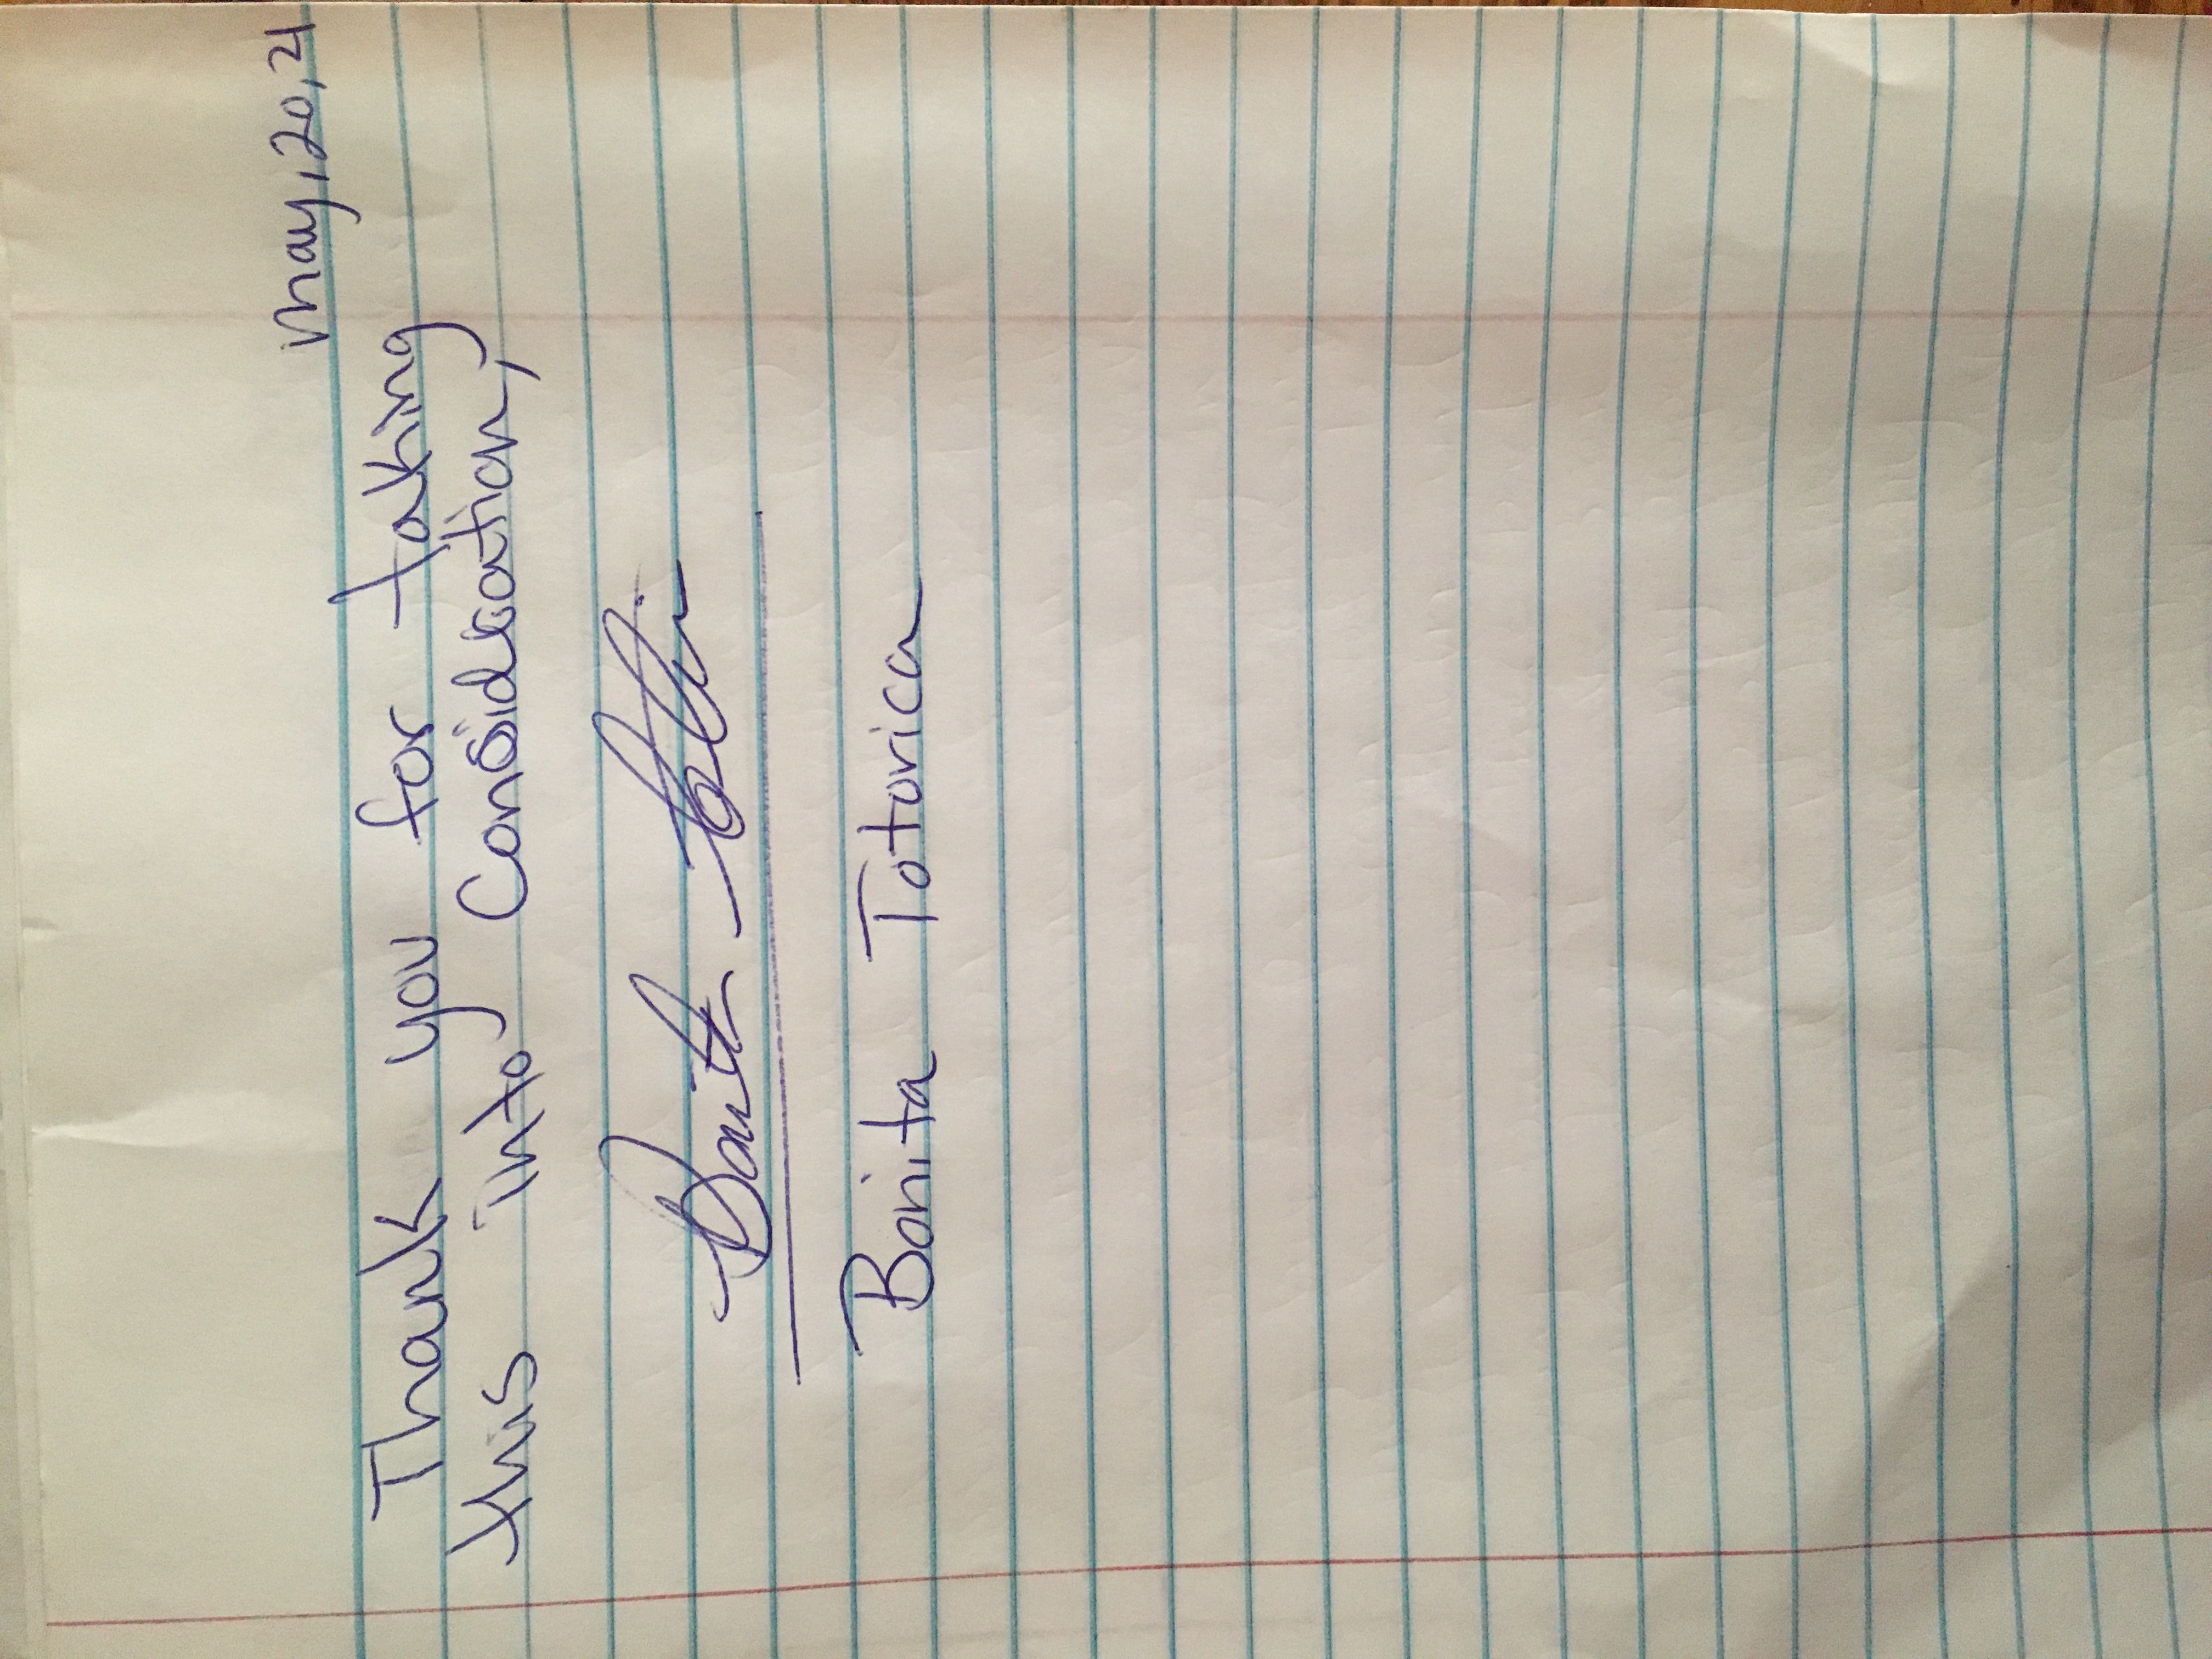 May, 20, 21
Thank you for taking
this into Consideration,
Bonita Totorica